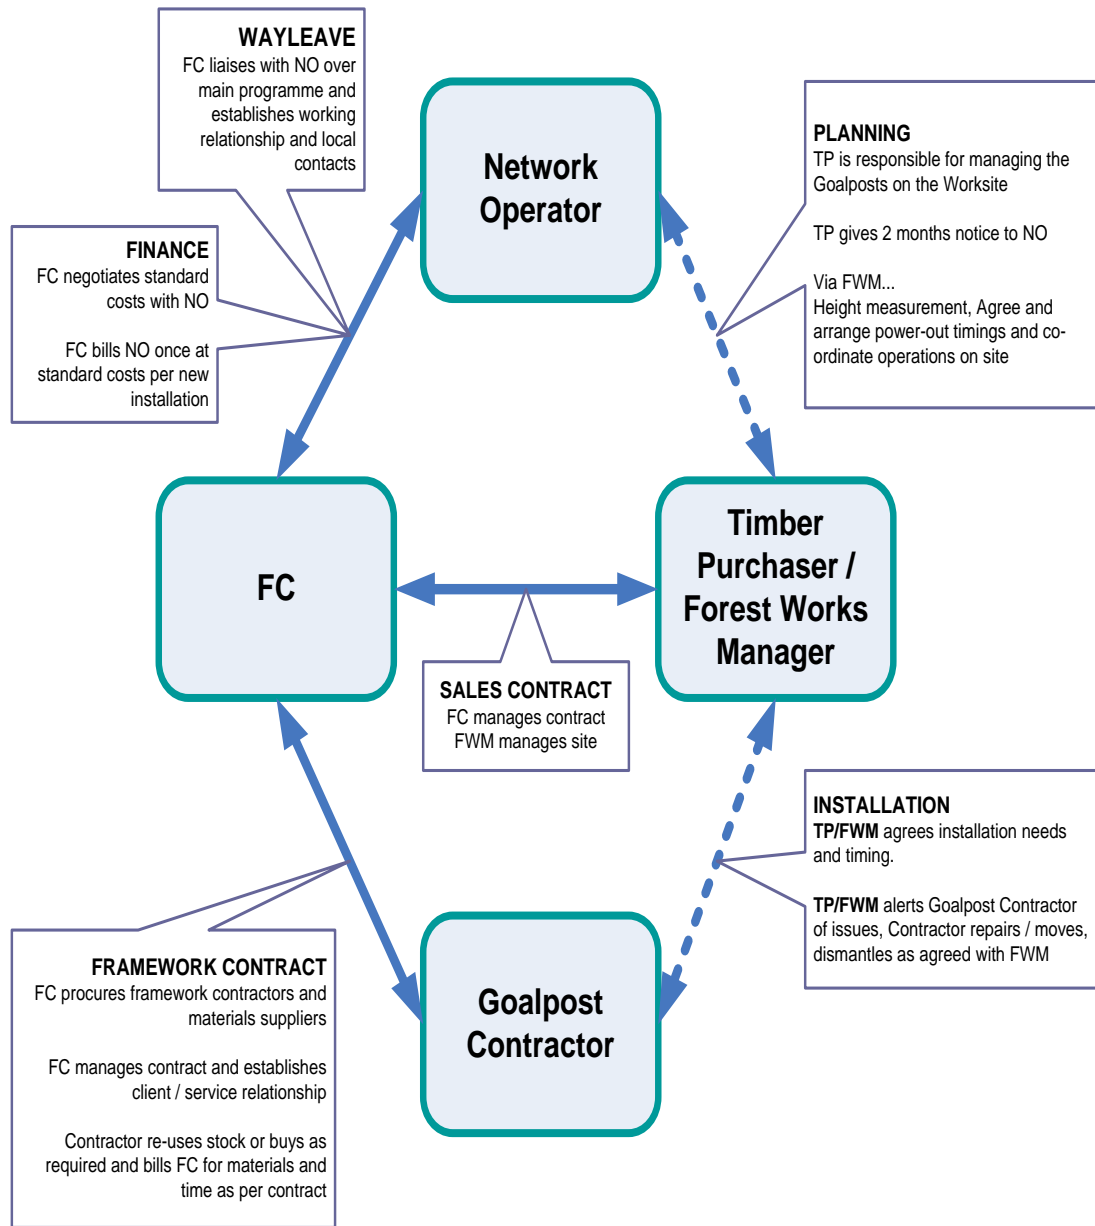 WAYLEAVE
FC liaises with NO over
main programme and
establishes working
relationship and local
contacts
Network
Operator
PLANNING
TP is responsible for managing the
Goalposts on the Worksite
TP gives 2 months notice to NO
Via FWM...
Height measurement, Agree and
arrange power-out timings and co-
ordinate operations on site
FINANCE
FC negotiates standard
costs with NO
FC bills NO once at
standard costs per new
installation
FC
Timber
Purchaser /
Forest Works
Manager
SALES CONTRACT
FC manages contract
FWM manages site
INSTALLATION
TP/FWM agrees installation needs
and timing.
TP/FWM alerts Goalpost Contractor
of issues, Contractor repairs / moves,
dismantles as agreed with FWM
FRAMEWORK CONTRACT
FC procures framework contractors and
materials suppliers
FC manages contract and establishes
client / service relationship
Contractor re-uses stock or buys as
required and bills FC for materials and
time as per contract
Goalpost
Contractor